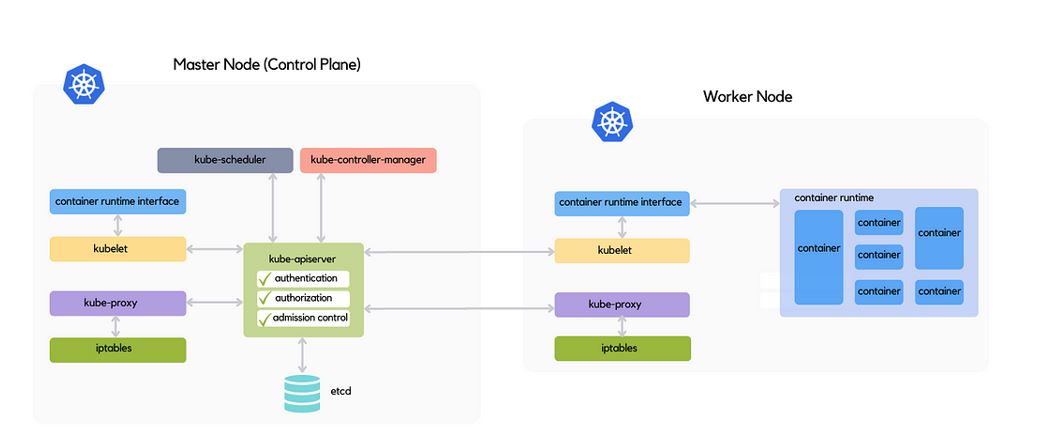 Master Node (Control Plane)
kube-scheduler
kube-controller-manager
container runtime interface
kubelet
kube-apiserver
authentication
authorization
admission control
kube-proxy
iptables
etcd
Worker Node
container runtime interface
kubelet
kube-proxy
iptables
container runtime
container
container
container
container
container
container